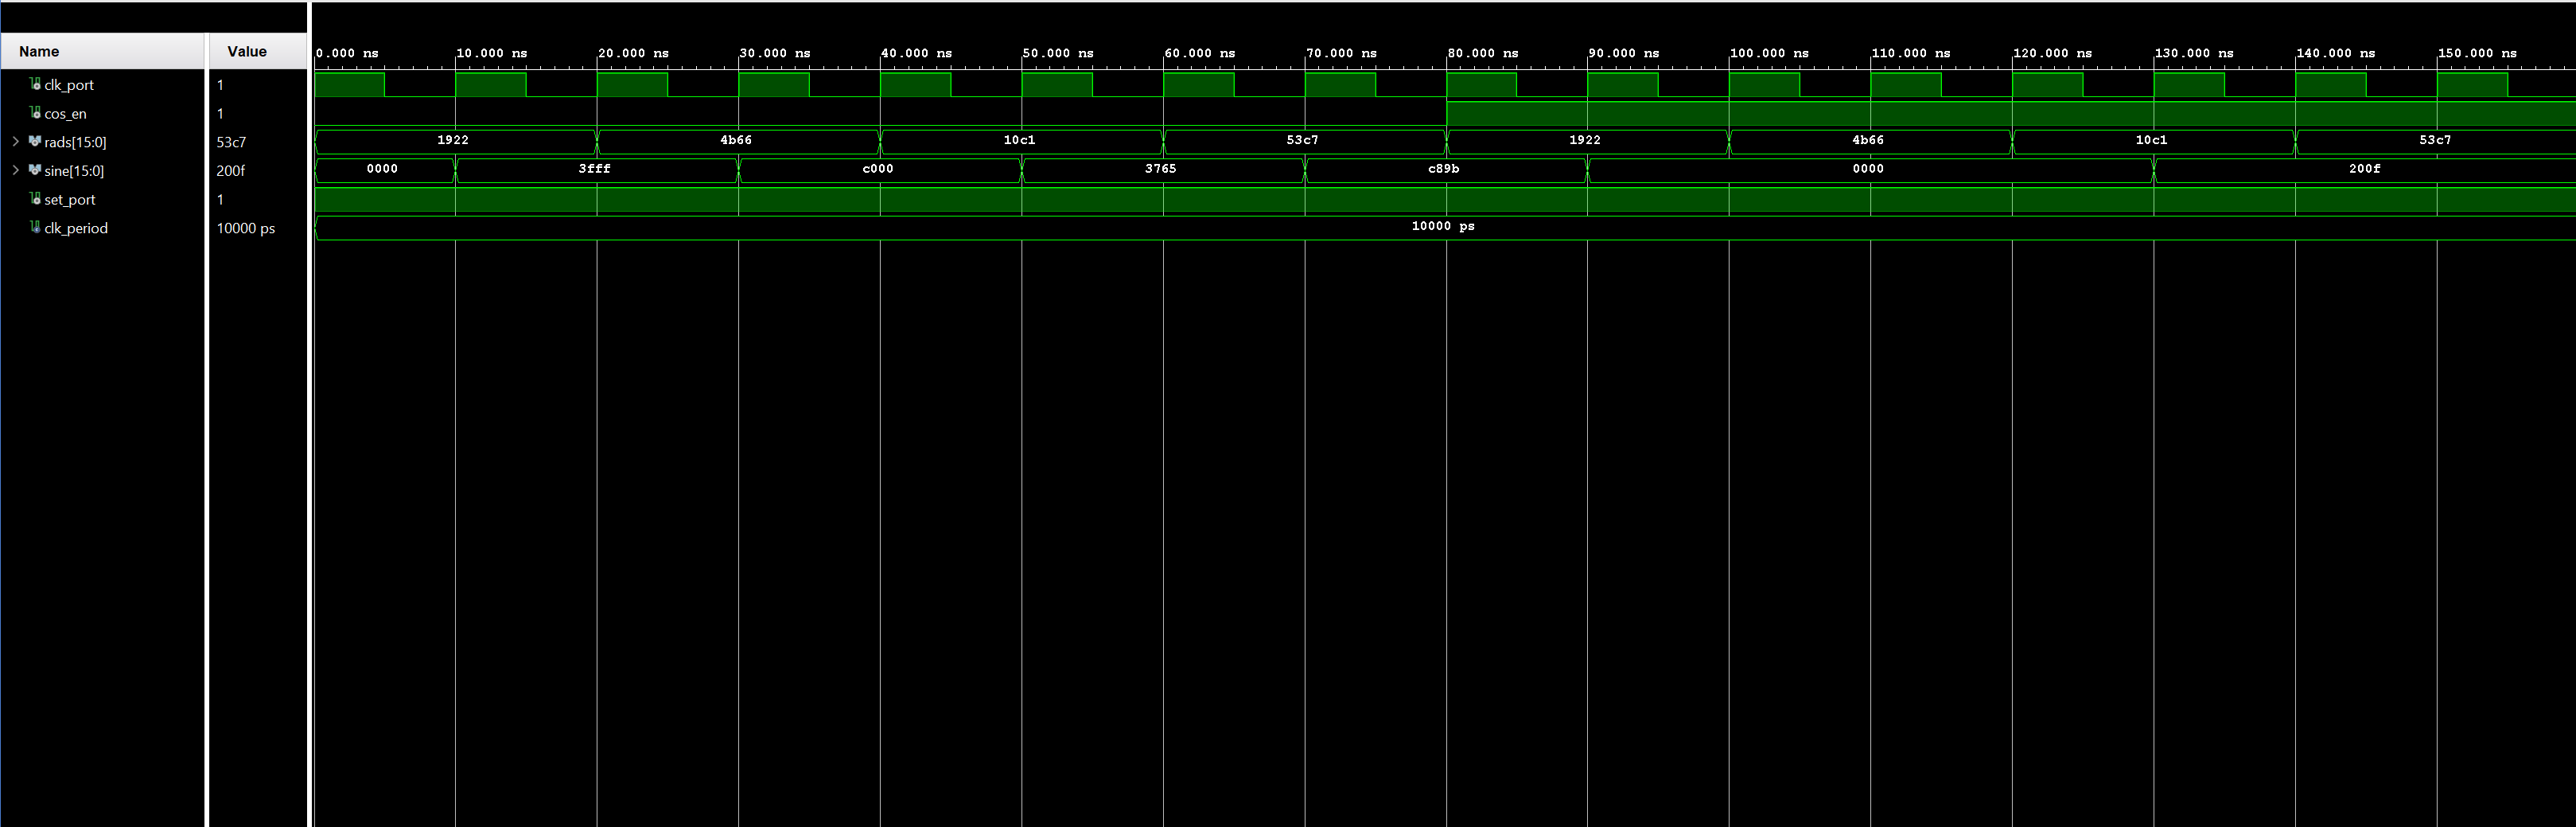 Name Value
0.000 ns 10.000 ns 20.000 ns 30.000 ns 40.000 ns 50.000 ns 60.000 ns 70.000 ns 80.000 ns 90.000 ns 100.000 ns 110.000 ns 120.000 ns 130.000 ns 140.000 ns 150.000 ns
clk_port 1
cos_en 1
rads[15:0] 53c7 1922 4b66 10c1 53c7 1922 4b66 10c1 53c7
sine[15:0] 200f 0000 3fff c000 3765 c89b 0000 200f
set_port 1
clk_period 10000 ps 10000 ps